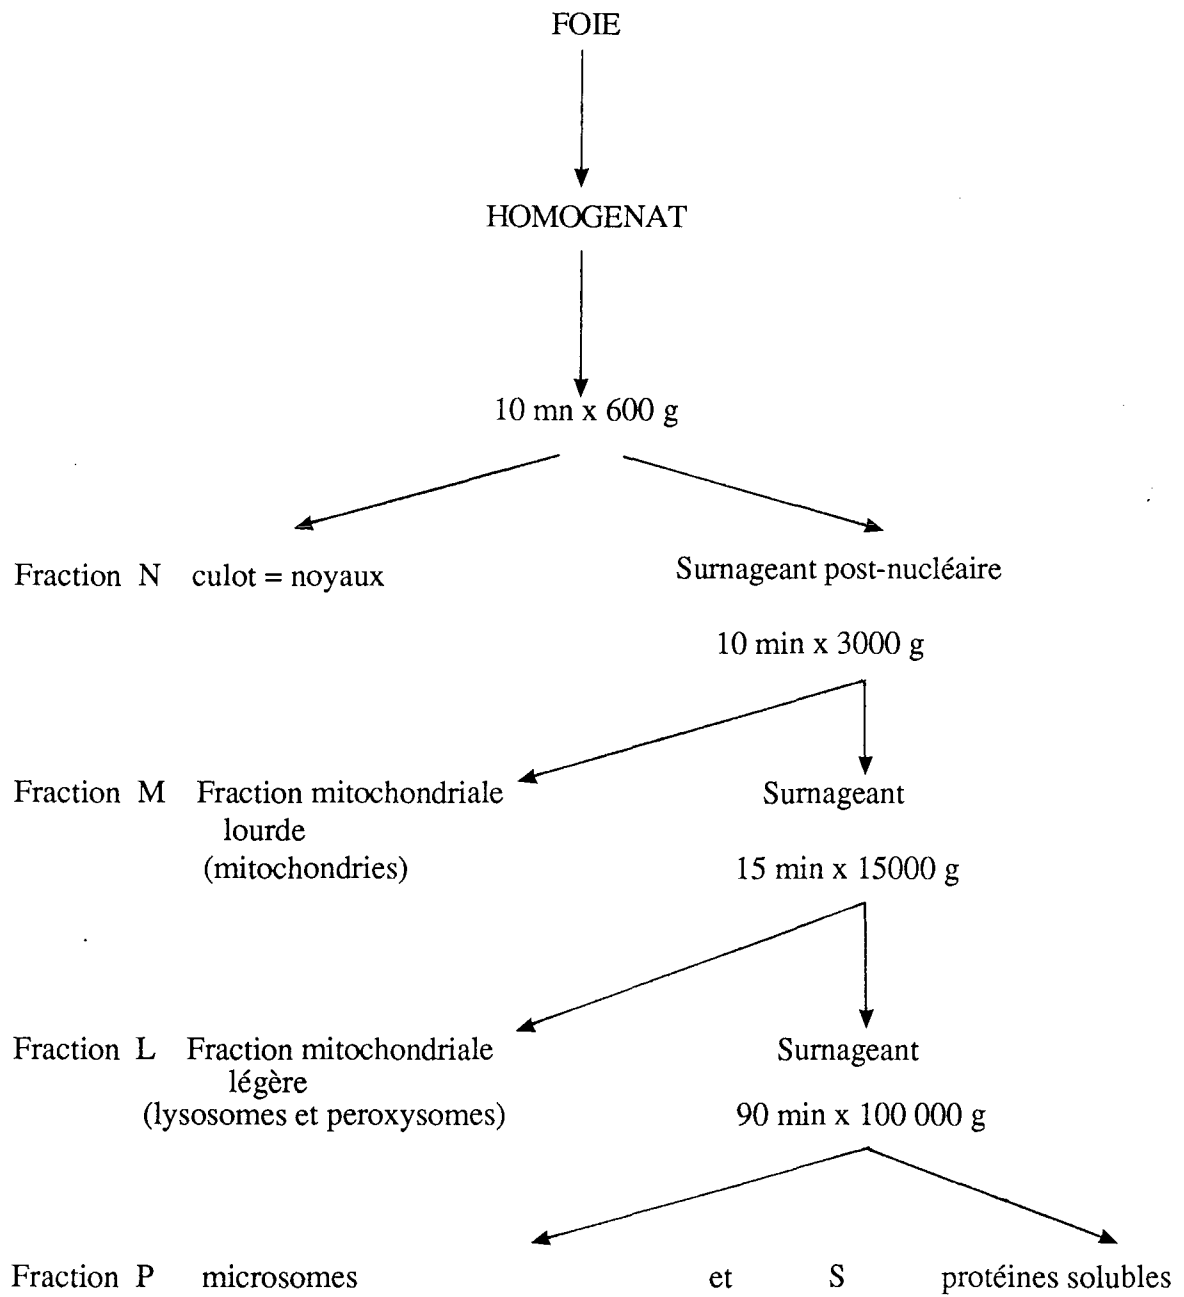 FOIE
HOMOGENAT
10 mn x 600 g
Fraction N culot = noyaux
Surnageant post-nucléaire
10 min x 3000 g
Fraction M Fraction mitochondriale
lourde
(mitochondries)
Surnageant
15 min x 15000 g
Fraction L Fraction mitochondriale
légère
(lysosomes et peroxysomes)
Surnageant
90 min x 100 000 g
Fraction P microsomes et S protéines solubles